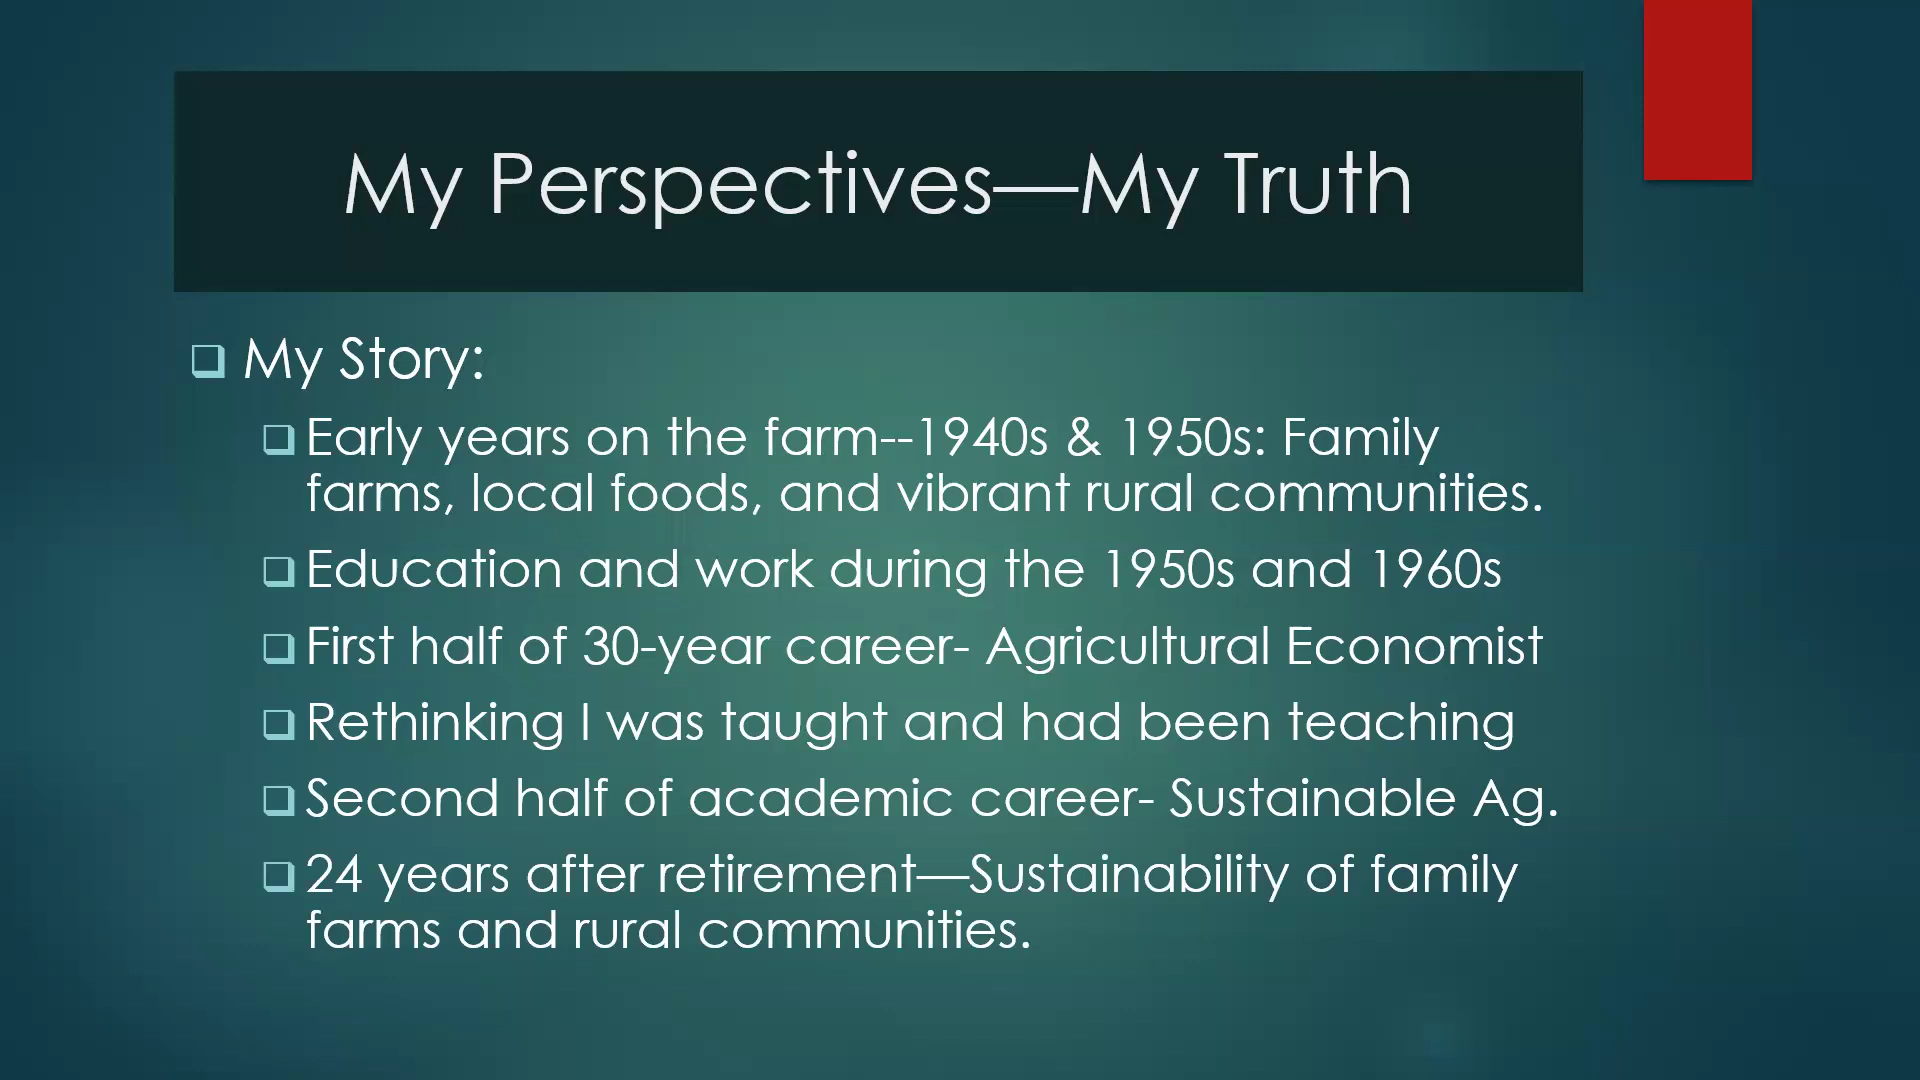 My Perspectives—My Truth
My Story:
Early years on the farm--1940s & 1950s: Family
farms, local foods, and vibrant rural communities.
Education and work during the 1950s and 1960s
First half of 30-year career- Agricultural Economist
Rethinking I was taught and had been teaching
Second half of academic career- Sustainable Ag.
24 years after retirement—Sustainability of family
farms and rural communities.